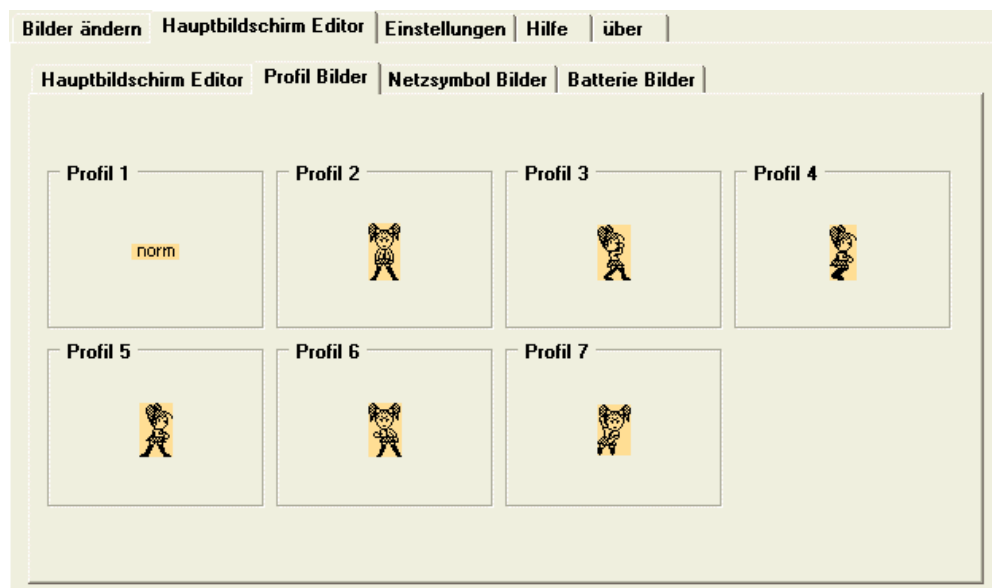 Bilder ändern Hauptbildschirm Editor Einstellungen Hilfe über
Hauptbildschirm Editor Profil Bilder Netzsymbol Bilder Batterie Bilder
Profil 1 Profil 2 Profil 3 Profil 4
norm
Profil 5 Profil 6 Profil 7